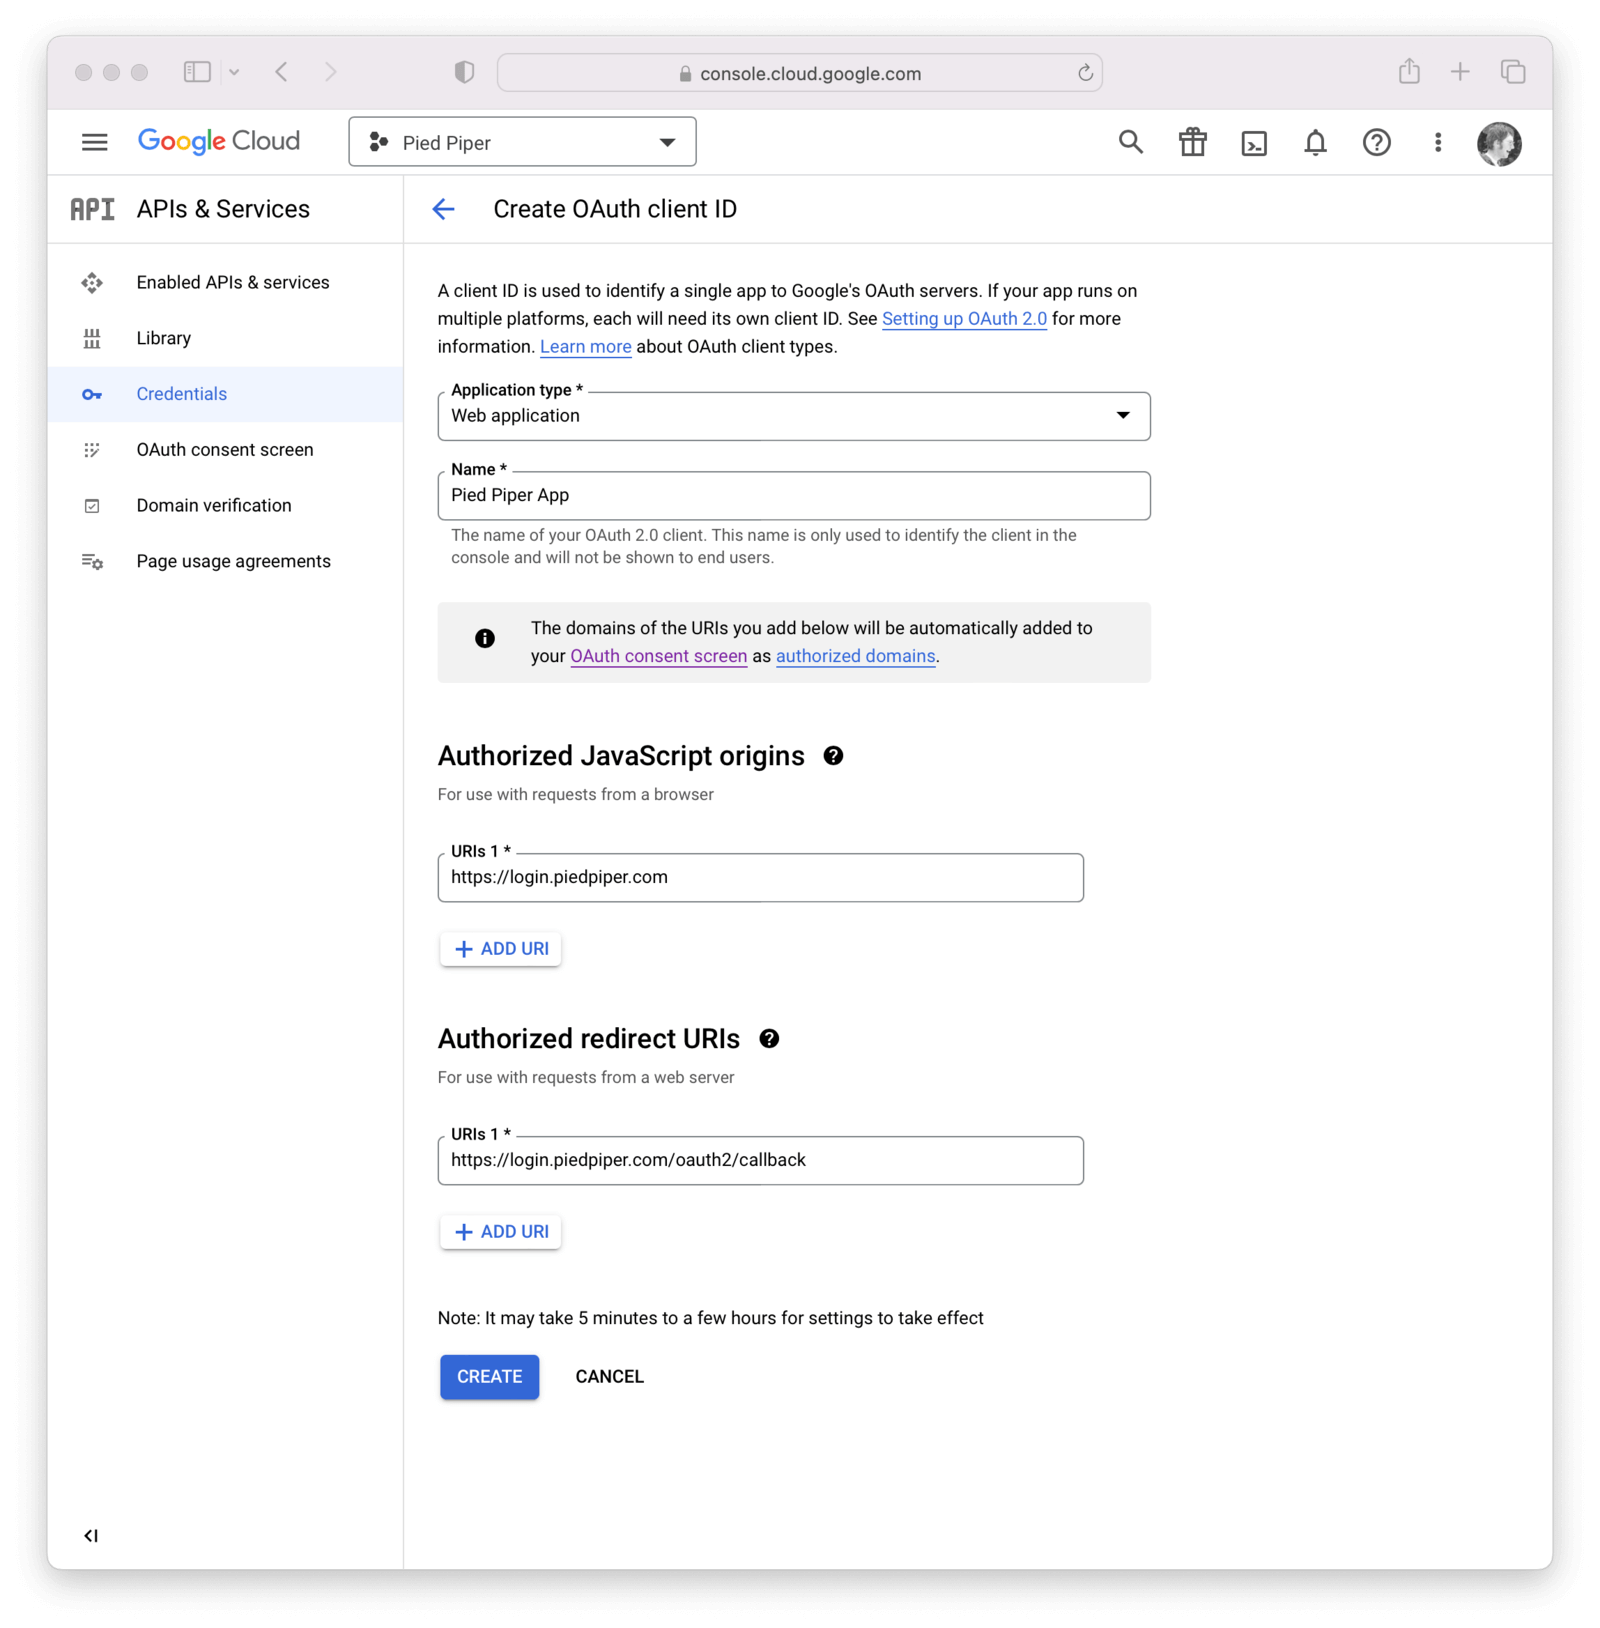 console.cloud.google.com
Google Cloud
Pied Piper
API
APIs & Services
Create OAuth client ID
Enabled APIs & services
Library
Credentials
OAuth consent screen
Domain verification
Page usage agreements
A client ID is used to identify a single app to Google's OAuth servers. If your app runs on
multiple platforms, each will need its own client ID. See Setting up OAuth 2.0 for more
information. Learn more about OAuth client types.
Application type *
Web application
Name *
Pied Piper App
The name of your OAuth 2.0 client. This name is only used to identify the client in the
console and will not be shown to end users.
The domains of the URIs you add below will be automatically added to
your OAuth consent screen as authorized domains.
Authorized JavaScript origins
For use with requests from a browser
URIs 1 *
https://login.piedpiper.com
+ ADD URI
Authorized redirect URIs
For use with requests from a web server
URIs 1 *
https://login.piedpiper.com/oauth2/callback
+ ADD URI
Note: It may take 5 minutes to a few hours for settings to take effect
CREATE
CANCEL